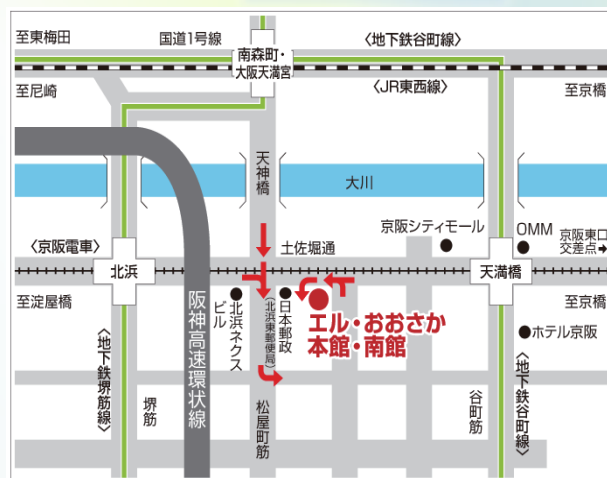 至東梅田
国道1号線
南森町・
大阪天満宮
〈地下鉄谷町線〉
至尼崎
〈JR東西線〉
至京橋
天神橋
大川
京阪シティモール
OMM
京阪東口
交差点➡
〈京阪電車〉
北浜
土佐堀通
天満橋
至淀屋橋
阪神高速環状線
北浜ネクス
ビル
(北浜東郵便局)
日本郵政
エル・おおさか
本館・南館
至京橋
ホテル京阪
〈地下鉄堺筋線〉
堺筋
松屋町筋
谷町筋
〈地下鉄谷町線〉